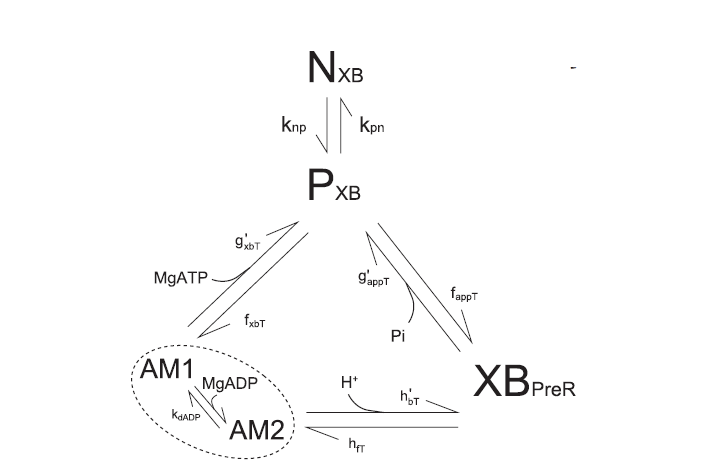 NXB
knp kpn
PXB
g'xbT
MgATP
fxbT
g'appT
fappT
Pi
AM1
MgADP
kdADP
AM2
H+
h'bT
hfT
XBPreR